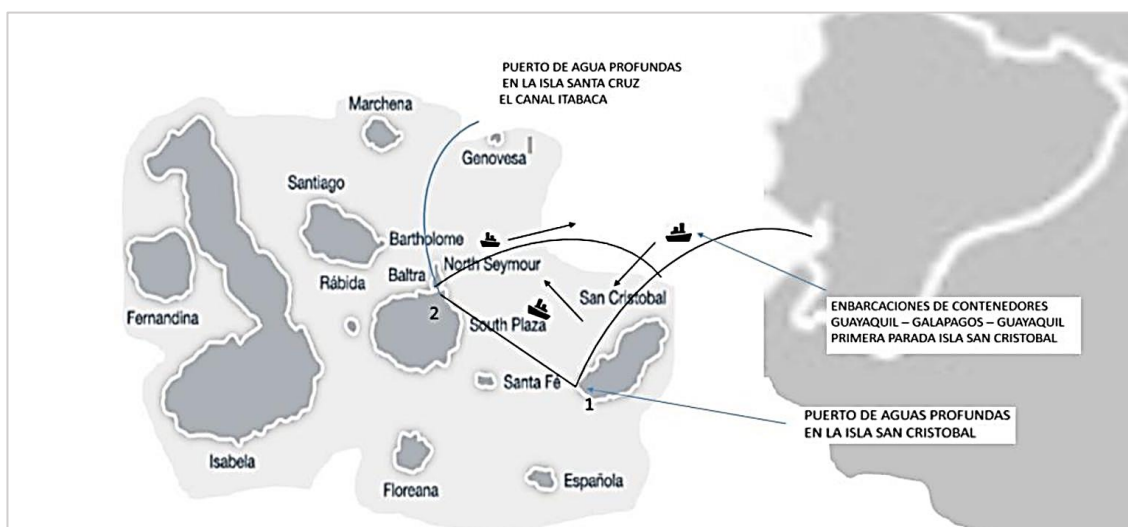 PUERTO DE AGUA PROFUNDAS
EN LA ISLA SANTA CRUZ
EL CANAL ITABACA
Marchena
Genovesa
Santiago
Bartholome
Rábida
Baltra
North Seymour
Fernandina
2
South Plaza
San Cristobal
Santa Fé
1
Isabela
Floreana
Española
ENBARCACIONES DE CONTENEDORES
GUAYAQUIL – GALAPAGOS – GUAYAQUIL
PRIMERA PARADA ISLA SAN CRISTOBAL
PUERTO DE AGUAS PROFUNDAS
EN LA ISLA SAN CRISTOBAL